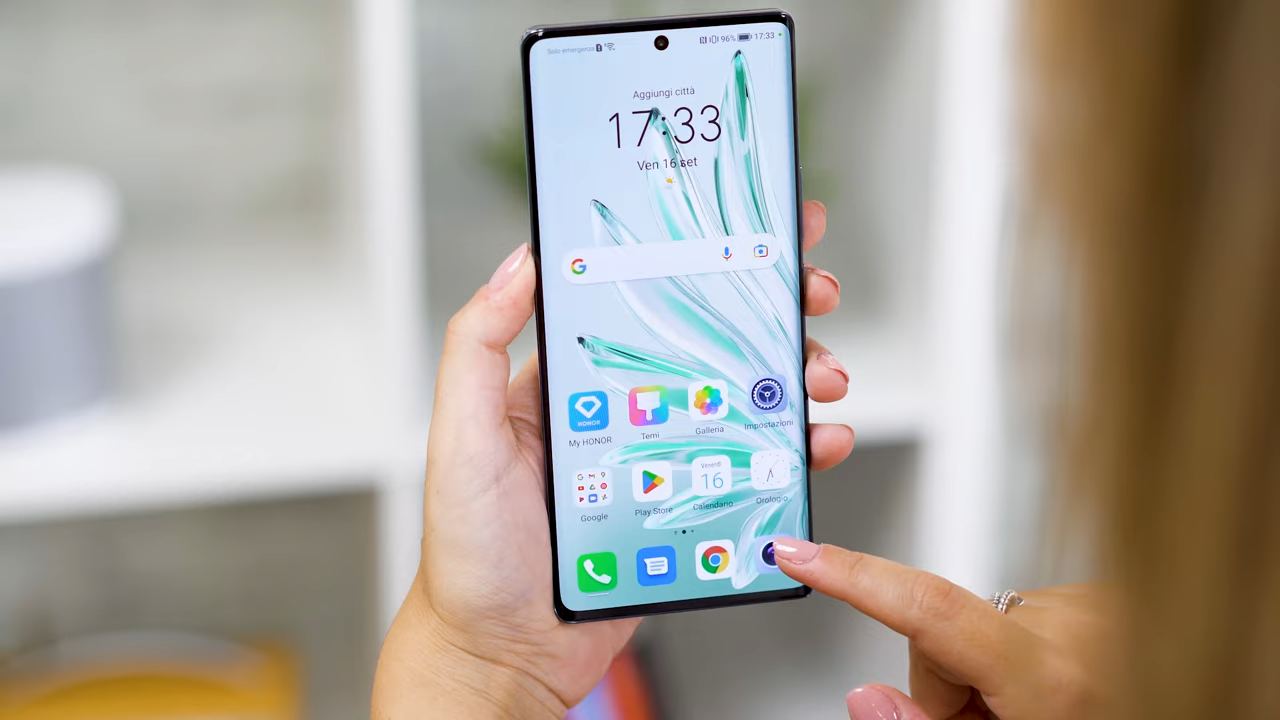 Solo emergenza 96% 17:33
Aggiungi città
17:33
Ven 16 set
G
HONOR
My HONOR Temi Galleria Impostazioni
Venerdì
16
Google Play Store Calendario Orologio